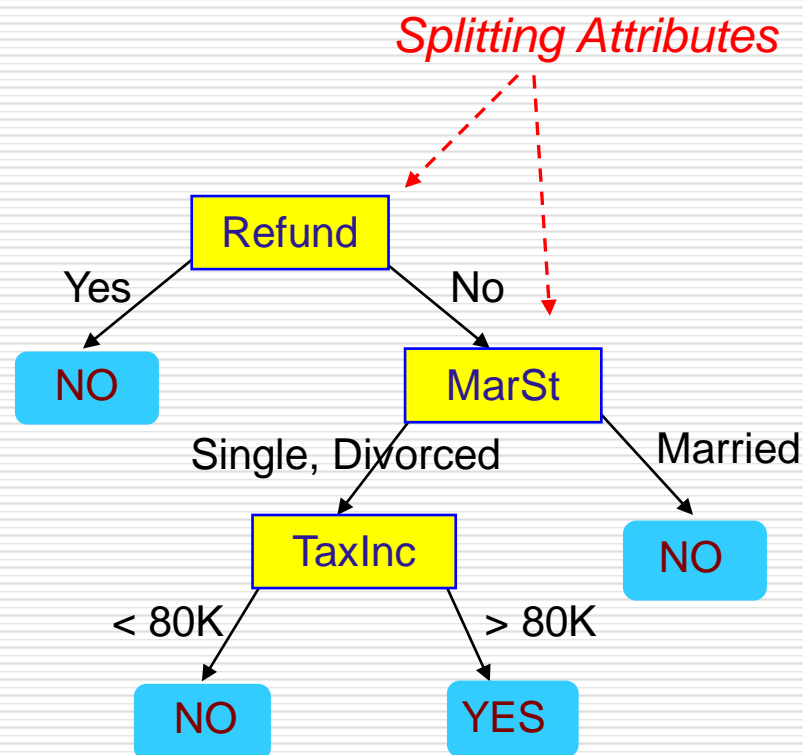 Splitting Attributes
Refund
Yes
No
NO
MarSt
Single, Divorced
Married
TaxInc
NO
< 80K
> 80K
NO
YES